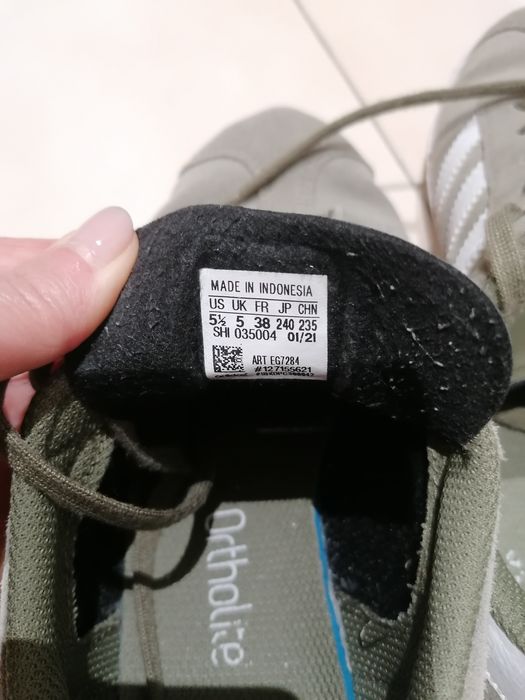 MADE IN INDONESIA
US UK FR JP CHN
5½ 5 38 240 235
SHI 035004 01/21
ART EG7284
#127155621
Ortholite